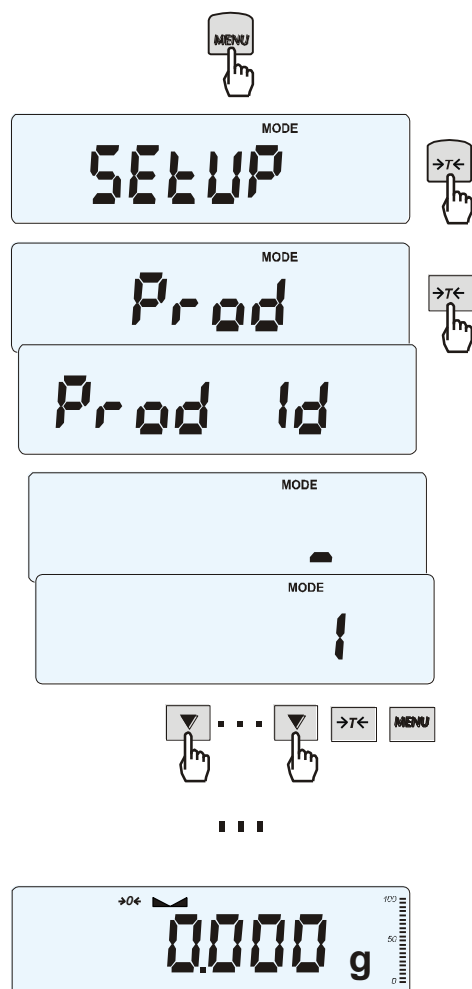 MENU
MODE
SEtUP
→T←
MODE
Prod
→T←
Prod Id
MODE
_
MODE
1
▼ ... ▼ →T← MENU
...
→0←
100
0.000 g
50
0